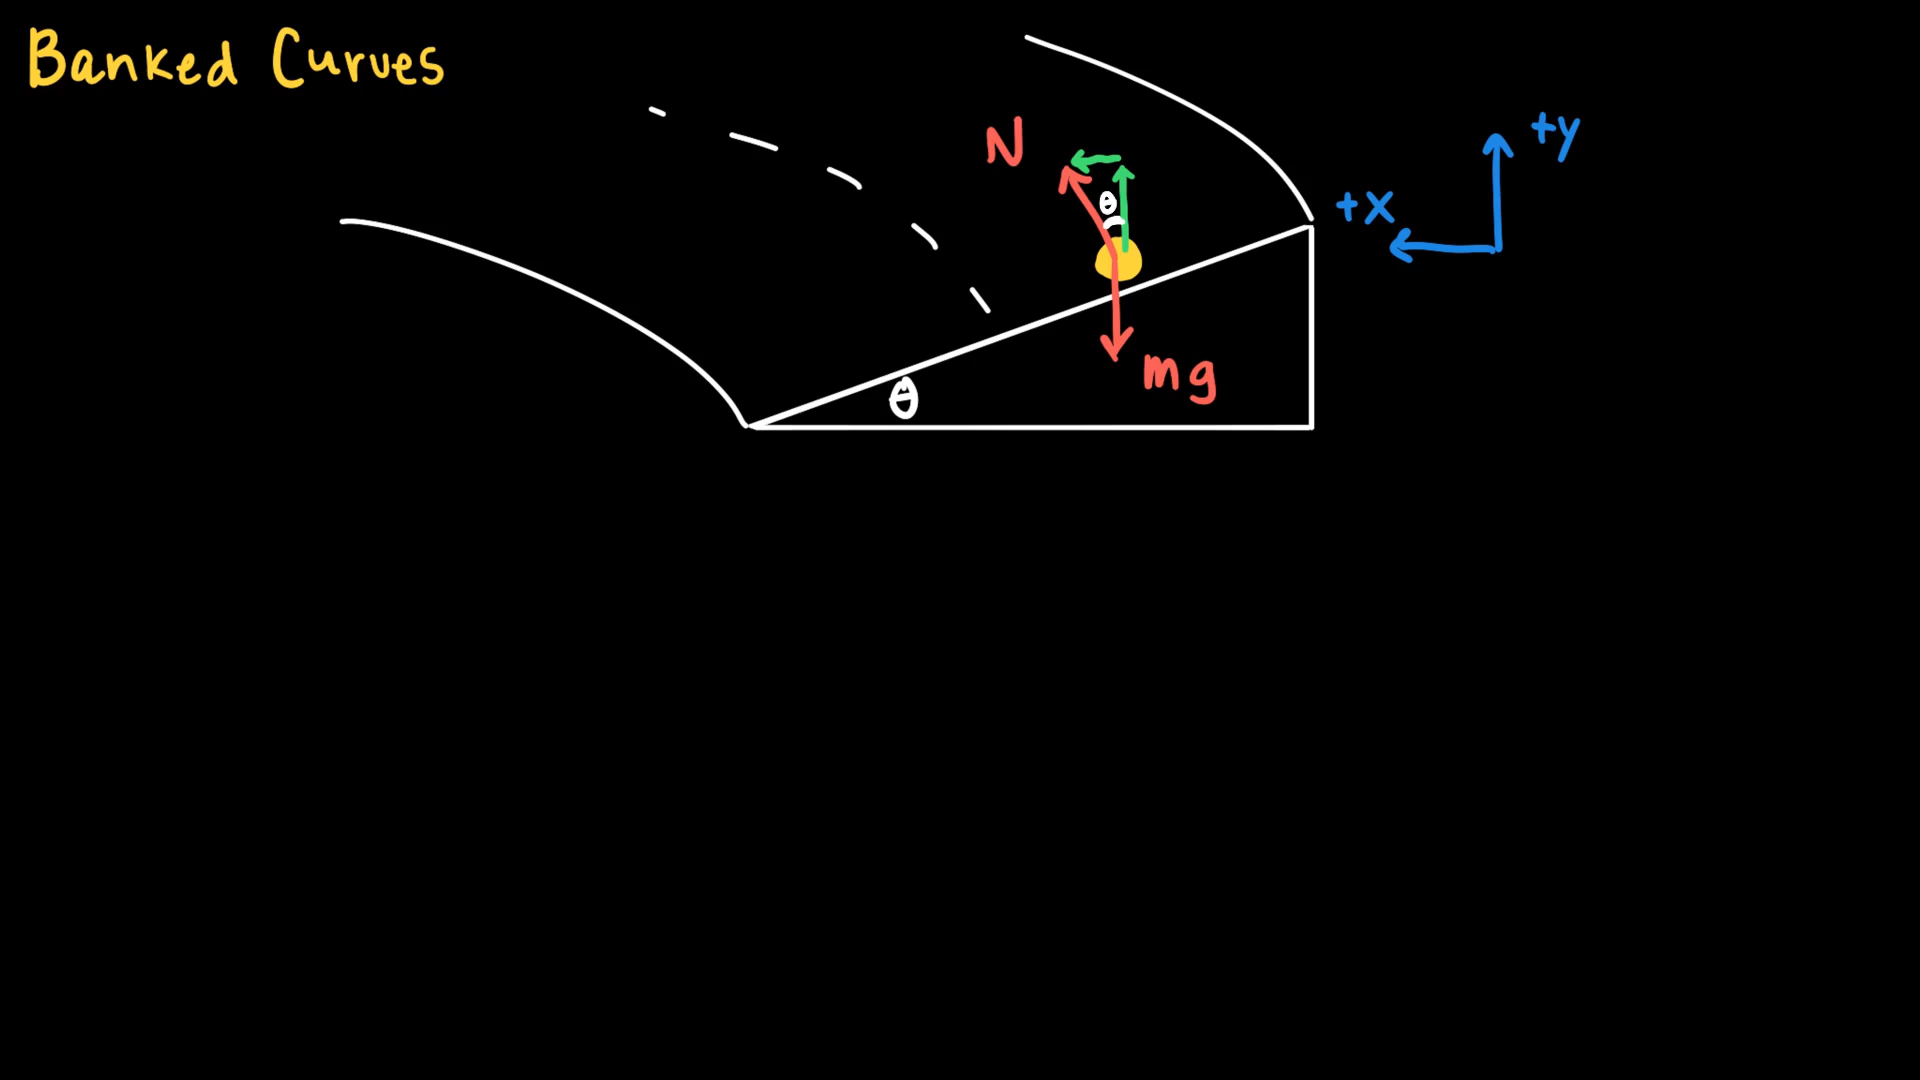 Banked Curves
N
θ
+y
+x
mg
θ